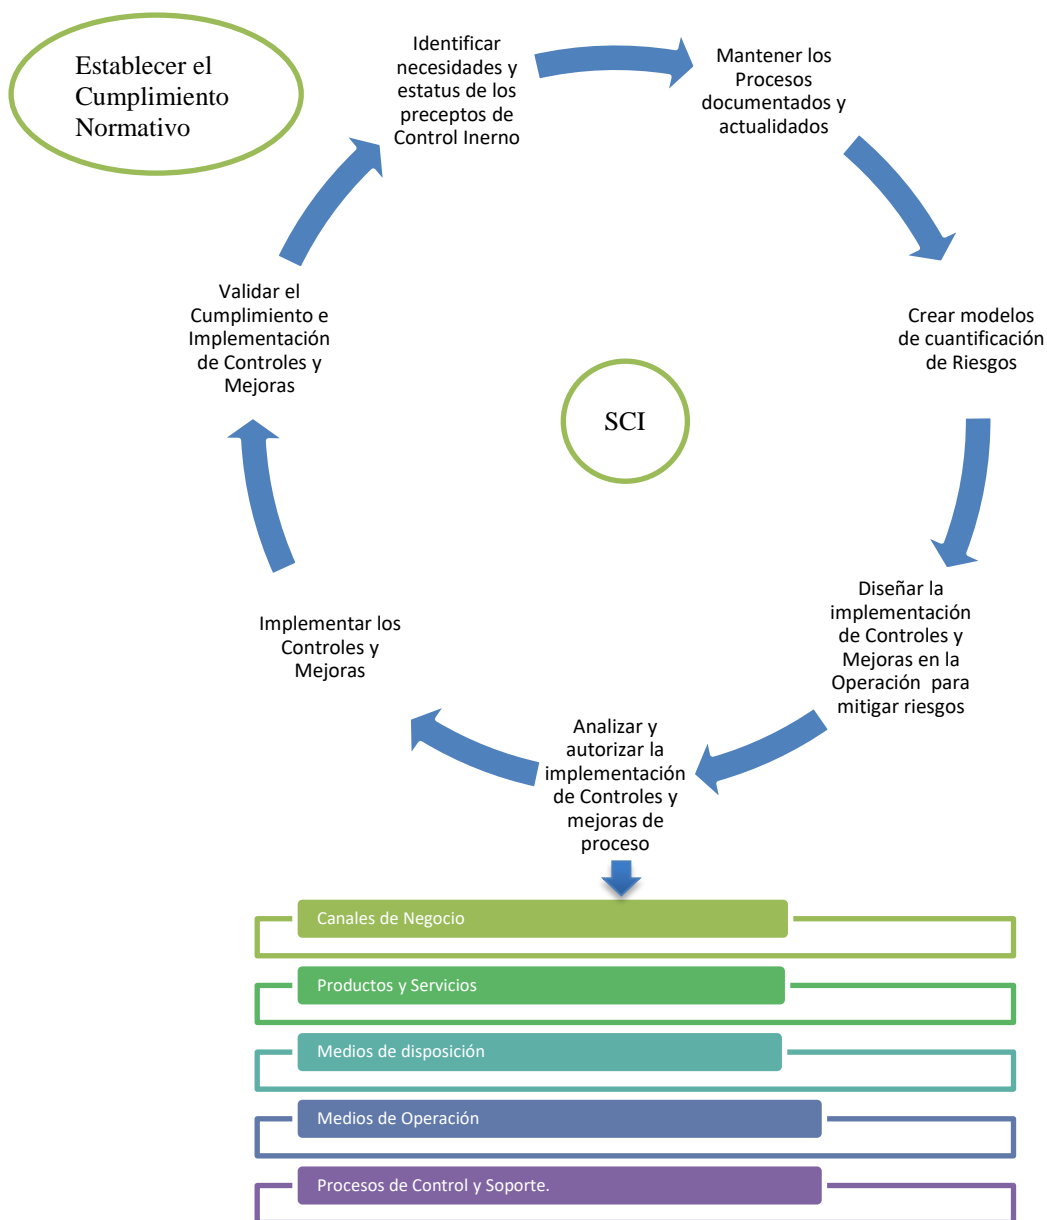 Establecer el
Cumplimiento
Normativo
Identificar
necesidades y
estatus de los
preceptos de
Control Inerno
Mantener los
Procesos
documentados y
actualidados
Crear modelos
de cuantificación
de Riesgos
Diseñar la
implementación
de Controles y
Mejoras en la
Operación  para
mitigar riesgos
Analizar y
autorizar la
implementación
de Controles y
mejoras de
proceso
Implementar los
Controles y
Mejoras
Validar el
Cumplimiento e
Implementación
de Controles y
Mejoras
SCI
Canales de Negocio
Productos y Servicios
Medios de disposición
Medios de Operación
Procesos de Control y Soporte.